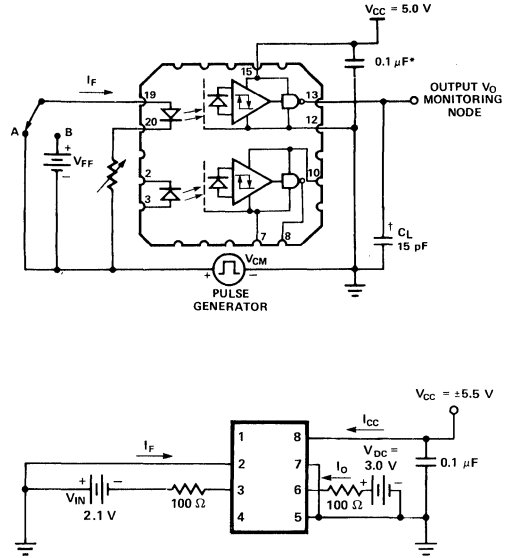 V_CC = 5.0 V
0.1 µF*
I_F
15
19
13
OUTPUT V_O
MONITORING
NODE
A
B
20
12
+
V_FF
−
2
10
3
7
8
†
C_L
15 pF
V_CM
+
−
PULSE
GENERATOR
V_CC = ±5.5 V
I_CC
1
8
V_DC =
3.0 V
I_F
2
7
I_O
0.1 µF
+
−
V_IN
2.1 V
100 Ω
3
6
+
−
100 Ω
4
5